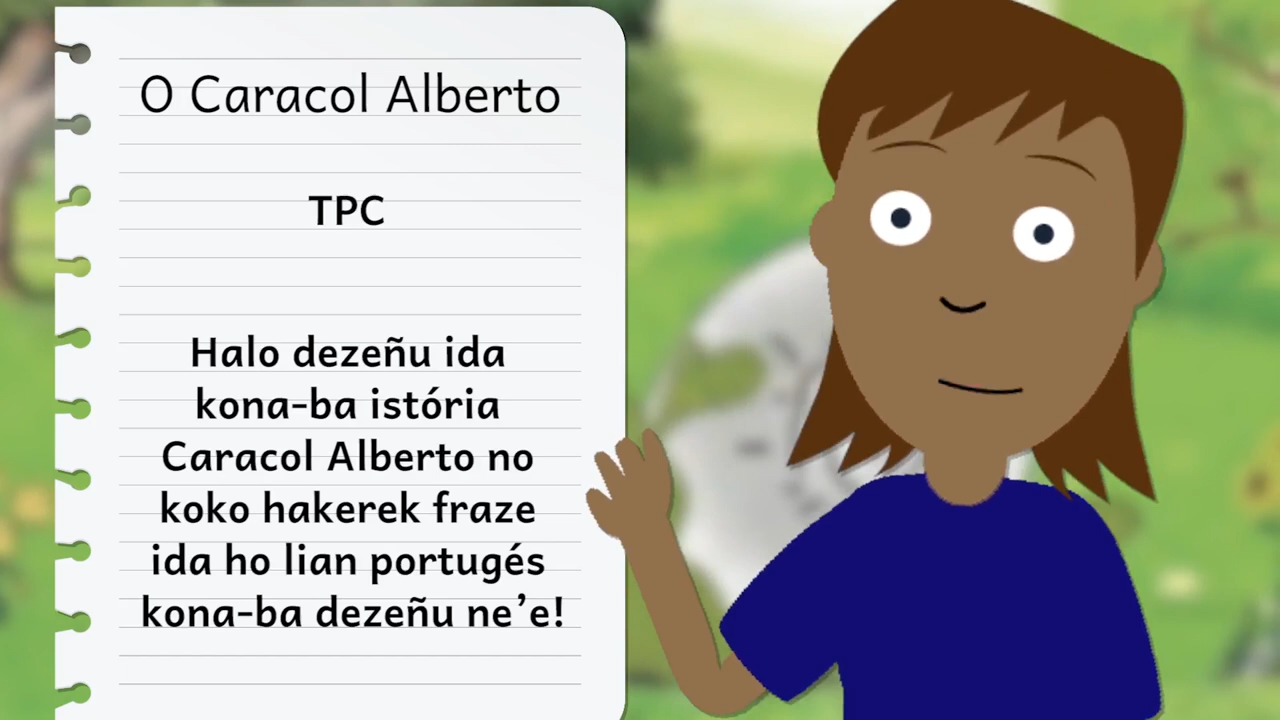 O Caracol Alberto
TPC
Halo dezeñu ida
kona-ba istória
Caracol Alberto no
koko hakerek fraze
ida ho lian portugés
kona-ba dezeñu ne’e!